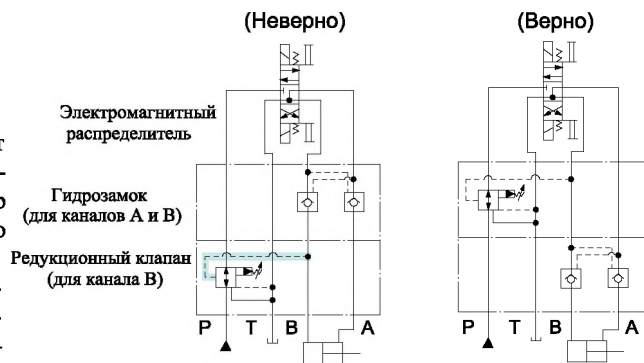 (Неверно)
(Верно)
Электромагнитный
распределитель
Гидрозамок
(для каналов А и В)
Редукционный клапан
(для канала В)
P T B A
P T B A